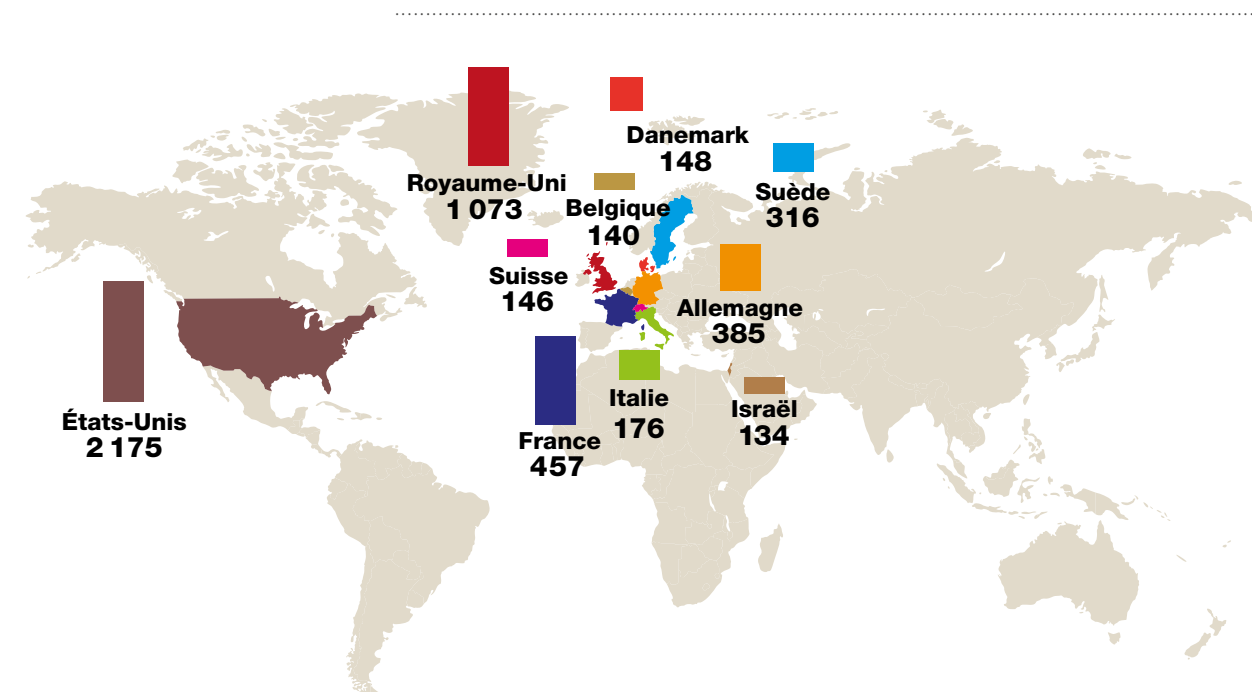 Danemark
148
Royaume-Uni
1 073
Belgique
140
Suède
316
Suisse
146
Allemagne
385
États-Unis
2 175
Italie
176
Israël
134
France
457